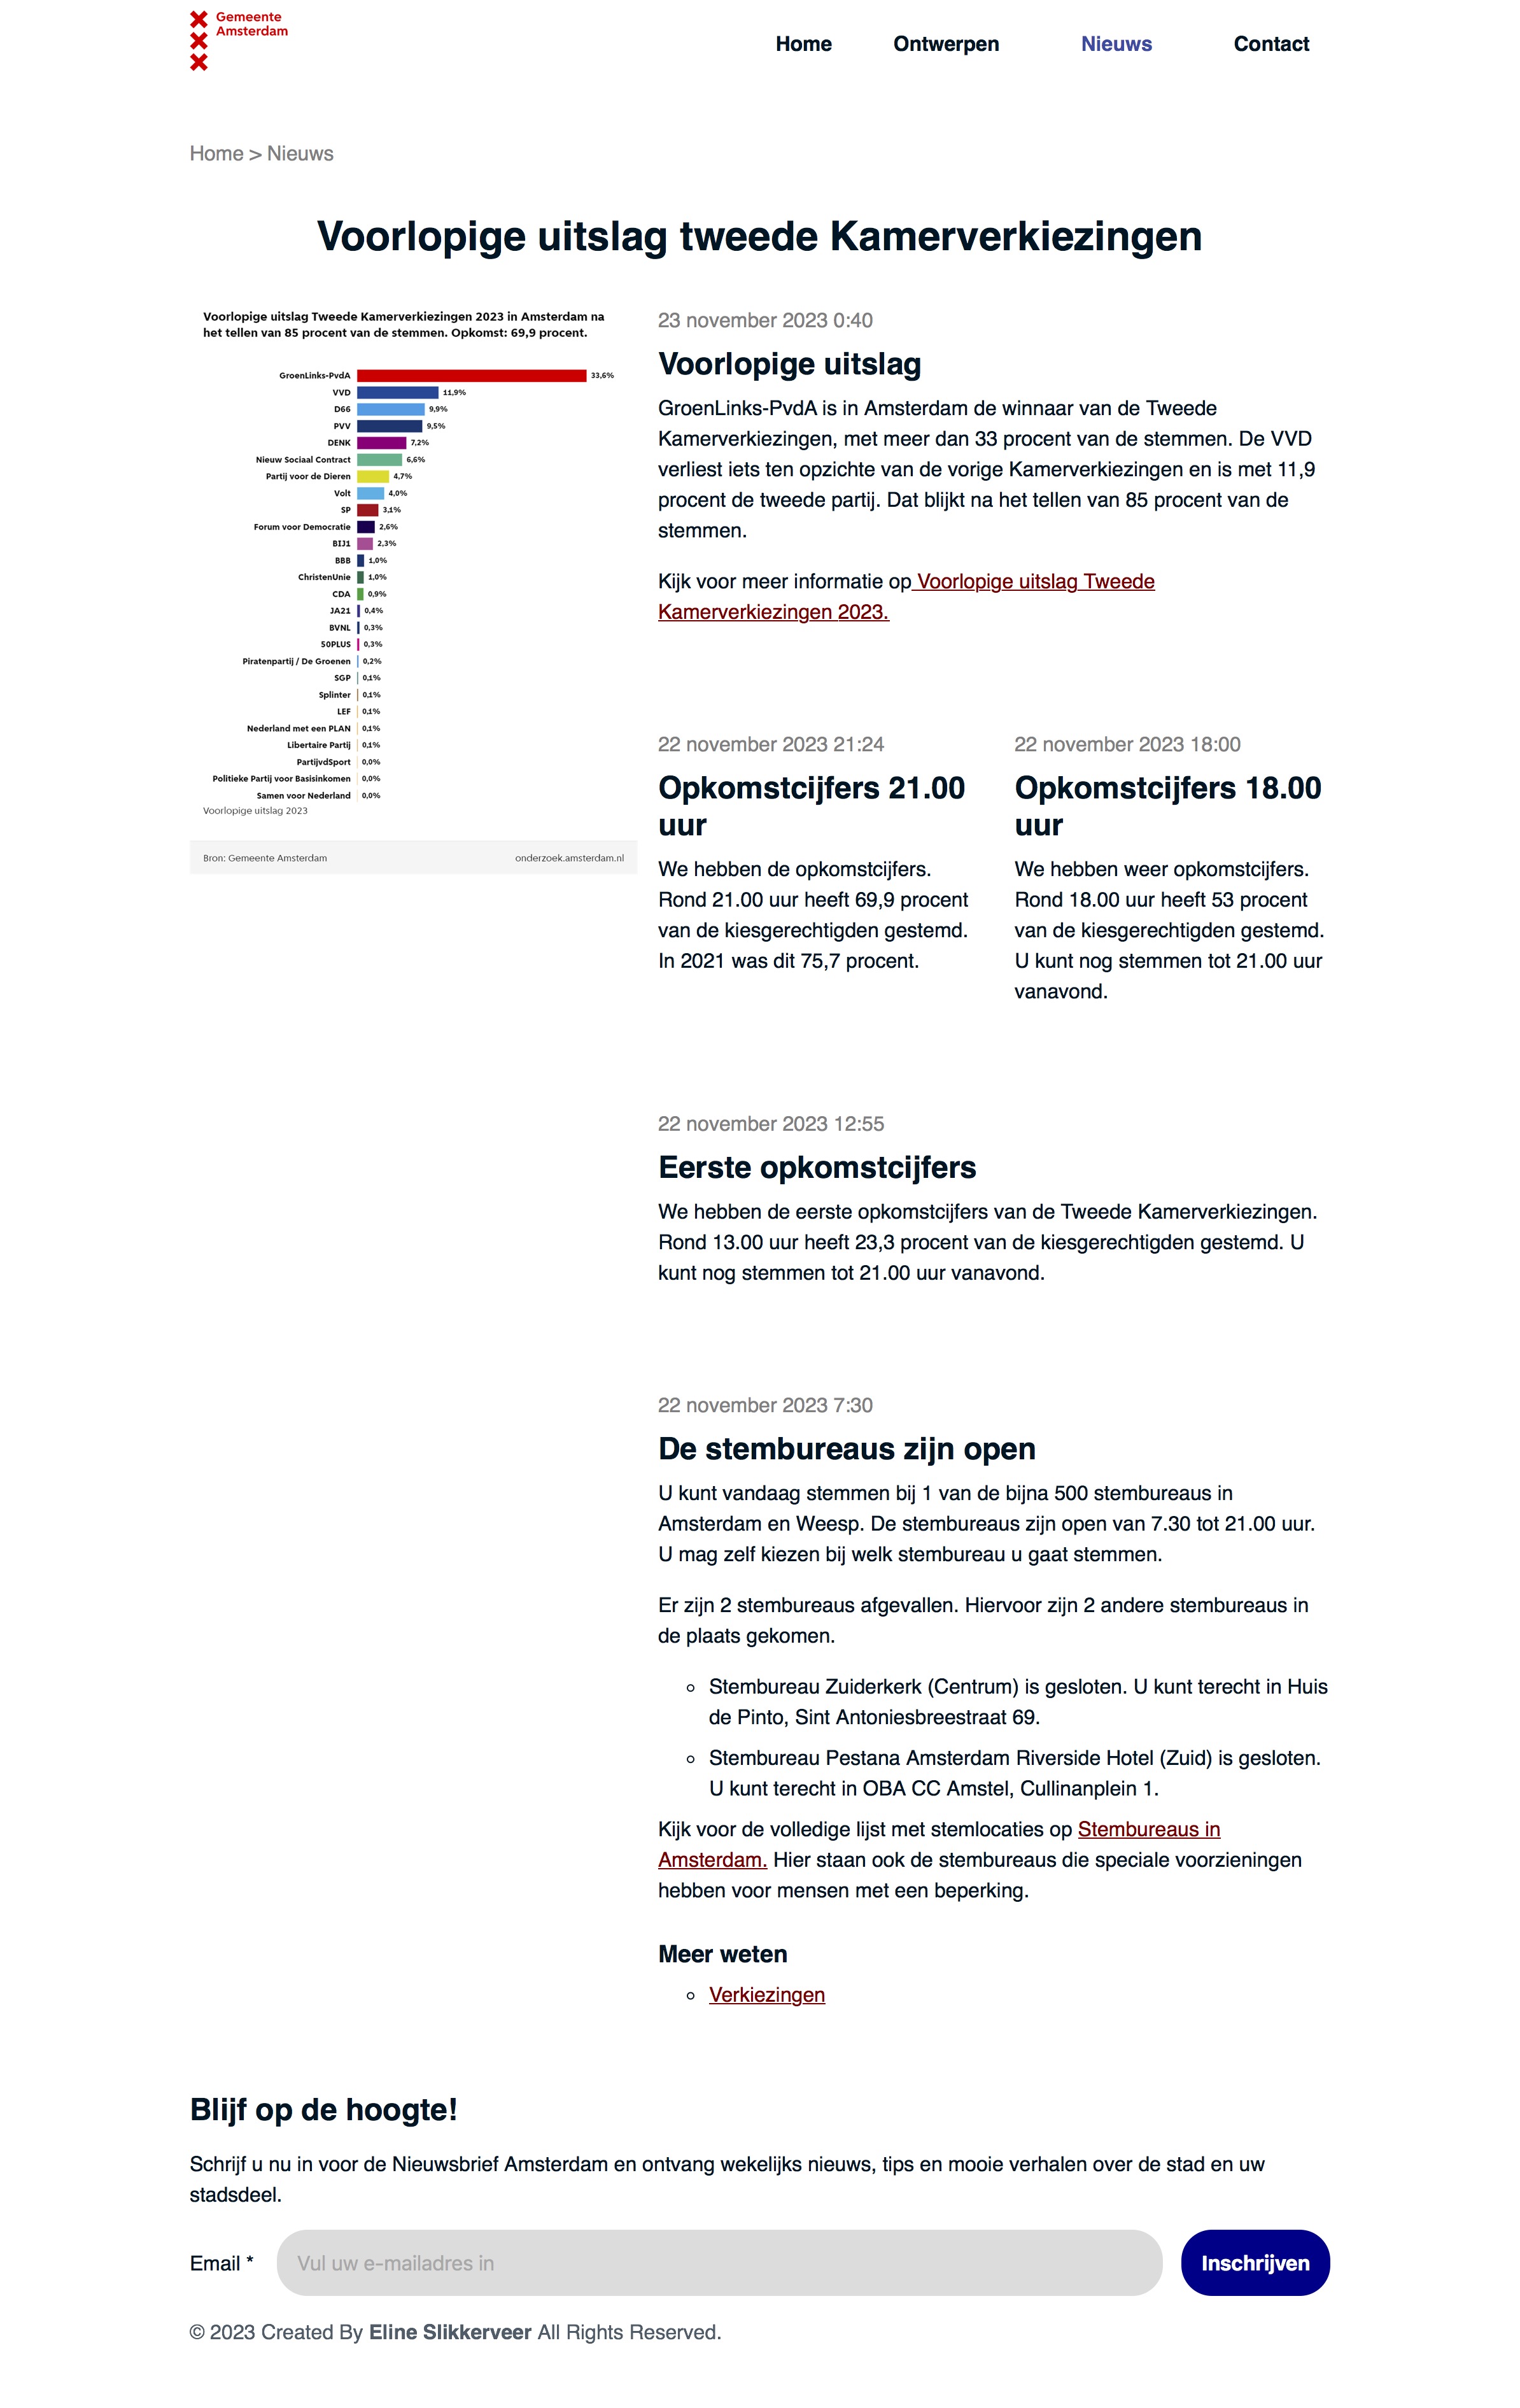 Gemeente
Amsterdam
Home Ontwerpen Nieuws Contact
Home > Nieuws
Voorlopige uitslag tweede Kamerverkiezingen
Voorlopige uitslag Tweede Kamerverkiezingen 2023 in Amsterdam na
het tellen van 85 procent van de stemmen. Opkomst: 69,9 procent.
GroenLinks-PvdA 33,6%
VVD 11,9%
D66 9,9%
PVV 9,5%
DENK 7,2%
Nieuw Sociaal Contract 6,6%
Partij voor de Dieren 4,7%
Volt 4,0%
SP 3,1%
Forum voor Democratie 2,6%
BIJ1 2,3%
BBB 1,0%
ChristenUnie 1,0%
CDA 0,9%
JA21 0,4%
BVNL 0,3%
50PLUS 0,3%
Piratenpartij / De Groenen 0,2%
SGP 0,1%
Splinter 0,1%
LEF 0,1%
Nederland met een PLAN 0,1%
Libertaire Partij 0,1%
PartijvdSport 0,0%
Politieke Partij voor Basisinkomen 0,0%
Samen voor Nederland 0,0%
Voorlopige uitslag 2023
Bron: Gemeente Amsterdam onderzoek.amsterdam.nl
23 november 2023 0:40
Voorlopige uitslag
GroenLinks-PvdA is in Amsterdam de winnaar van de Tweede
Kamerverkiezingen, met meer dan 33 procent van de stemmen. De VVD
verliest iets ten opzichte van de vorige Kamerverkiezingen en is met 11,9
procent de tweede partij. Dat blijkt na het tellen van 85 procent van de
stemmen.
Kijk voor meer informatie op Voorlopige uitslag Tweede
Kamerverkiezingen 2023.
22 november 2023 21:24
Opkomstcijfers 21.00
uur
We hebben de opkomstcijfers.
Rond 21.00 uur heeft 69,9 procent
van de kiesgerechtigden gestemd.
In 2021 was dit 75,7 procent.
22 november 2023 18:00
Opkomstcijfers 18.00
uur
We hebben weer opkomstcijfers.
Rond 18.00 uur heeft 53 procent
van de kiesgerechtigden gestemd.
U kunt nog stemmen tot 21.00 uur
vanavond.
22 november 2023 12:55
Eerste opkomstcijfers
We hebben de eerste opkomstcijfers van de Tweede Kamerverkiezingen.
Rond 13.00 uur heeft 23,3 procent van de kiesgerechtigden gestemd. U
kunt nog stemmen tot 21.00 uur vanavond.
22 november 2023 7:30
De stembureaus zijn open
U kunt vandaag stemmen bij 1 van de bijna 500 stembureaus in
Amsterdam en Weesp. De stembureaus zijn open van 7.30 tot 21.00 uur.
U mag zelf kiezen bij welk stembureau u gaat stemmen.
Er zijn 2 stembureaus afgevallen. Hiervoor zijn 2 andere stembureaus in
de plaats gekomen.
Stembureau Zuiderkerk (Centrum) is gesloten. U kunt terecht in Huis
de Pinto, Sint Antoniesbreestraat 69.
Stembureau Pestana Amsterdam Riverside Hotel (Zuid) is gesloten.
U kunt terecht in OBA CC Amstel, Cullinanplein 1.
Kijk voor de volledige lijst met stemlocaties op Stembureaus in
Amsterdam. Hier staan ook de stembureaus die speciale voorzieningen
hebben voor mensen met een beperking.
Meer weten
Verkiezingen
Blijf op de hoogte!
Schrijf u nu in voor de Nieuwsbrief Amsterdam en ontvang wekelijks nieuws, tips en mooie verhalen over de stad en uw
stadsdeel.
Email * Vul uw e-mailadres in Inschrijven
© 2023 Created By Eline Slikkerveer All Rights Reserved.